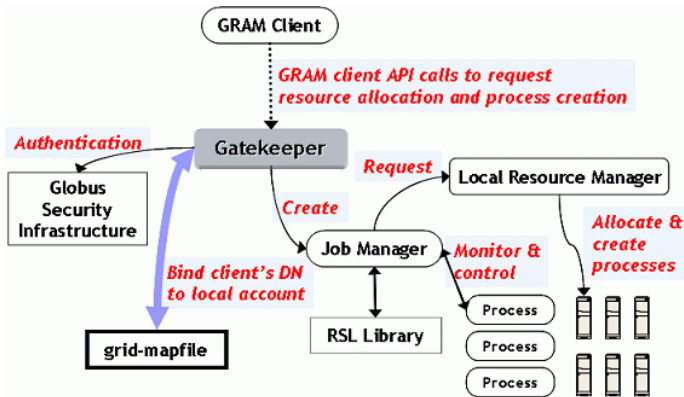 GRAM Client
GRAM client API calls to request
resource allocation and process creation
Authentication
Gatekeeper
Request
Globus
Security
Infrastructure
Local Resource Manager
Create
Allocate &
create
processes
Job Manager
Monitor &
control
Bind client's DN
to local account
Process
RSL Library
grid-mapfile
Process
Process